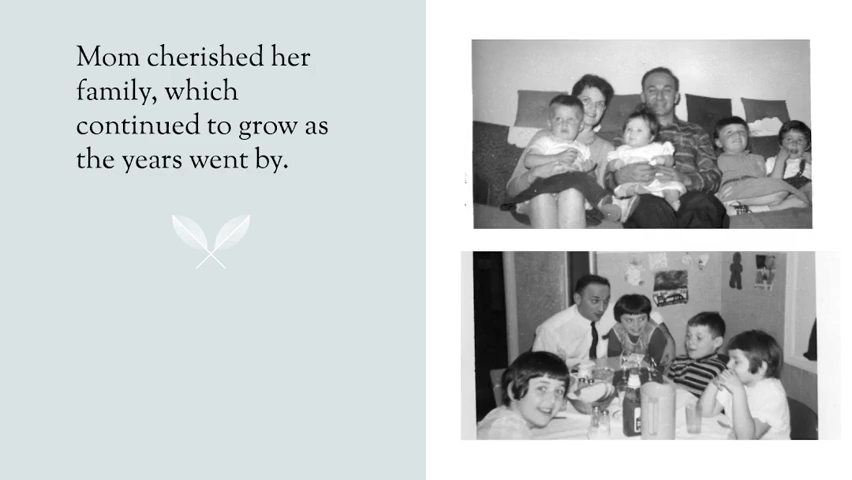 Mom cherished her
family, which
continued to grow as
the years went by.